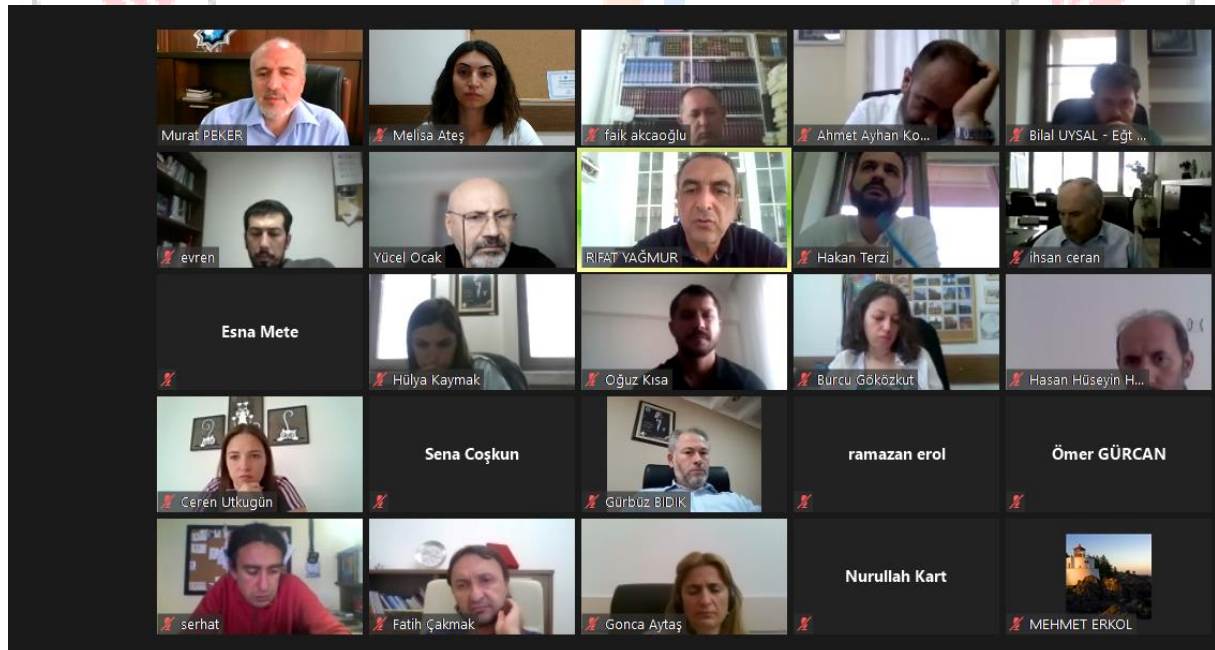 Murat PEKER
Melisa Ateş
faik akcaoğlu
Ahmet Ayhan Ko...
Bilal UYSAL - Eğt ...
evren
Yücel Ocak
RIFAT YAĞMUR
Hakan Terzi
ihsan ceran
Esna Mete
Hülya Kaymak
Oğuz Kısa
Burcu Göközkut
Hasan Hüseyin H...
Ceren Utkugün
Sena Coşkun
Gürbüz BIDIK
ramazan erol
Ömer GÜRCAN
serhat
Fatih Çakmak
Gonca Aytaş
Nurullah Kart
MEHMET ERKOL